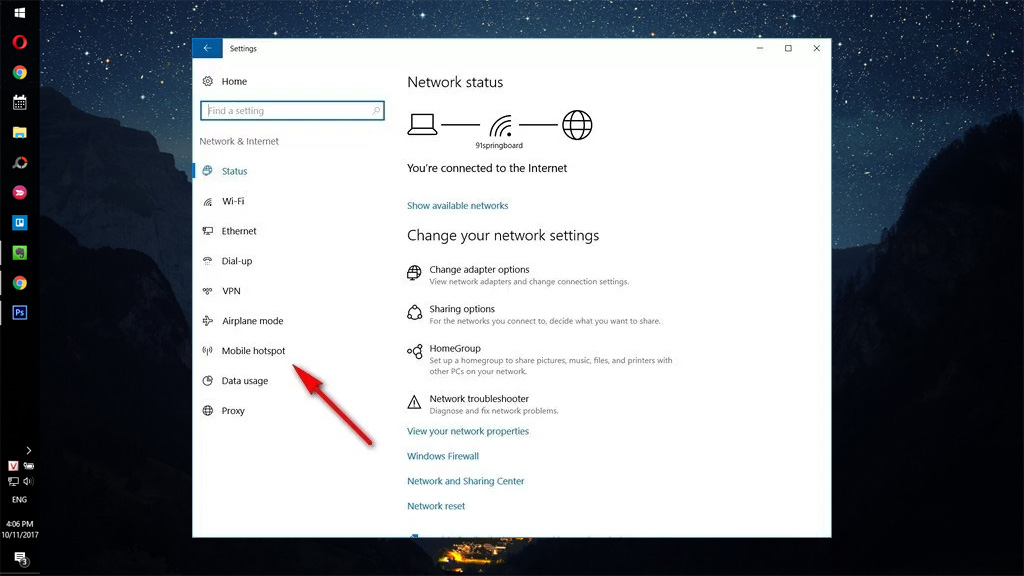 Settings
Home
Find a setting
Network & Internet
Status
Wi-Fi
Ethernet
Dial-up
VPN
Airplane mode
Mobile hotspot
Data usage
Proxy
Network status
91springboard
You're connected to the Internet
Show available networks
Change your network settings
Change adapter options
View network adapters and change connection settings.
Sharing options
For the networks you connect to, decide what you want to share.
HomeGroup
Set up a homegroup to share pictures, music, files, and printers with
other PCs on your network.
Network troubleshooter
Diagnose and fix network problems.
View your network properties
Windows Firewall
Network and Sharing Center
Network reset
Ps
V
ENG
4:06 PM
10/11/2017
3